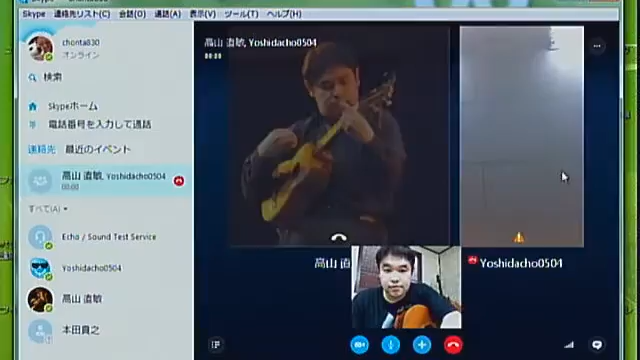 Skype 連絡先リスト(C) 会話(O) 通話(A) 表示(V) ツール(T) ヘルプ(H)
chonta830
オンライン
検索
Skypeホーム
電話番号を入力して通話
連絡先 最近のイベント
高山 直敏, Yoshidacho0504
00:00
すべて(A)
Echo / Sound Test Service
Yoshidacho0504
高山 直敏
本田貴之
高山 直敏, Yoshidacho0504
00:00
高山 直
Yoshidacho0504